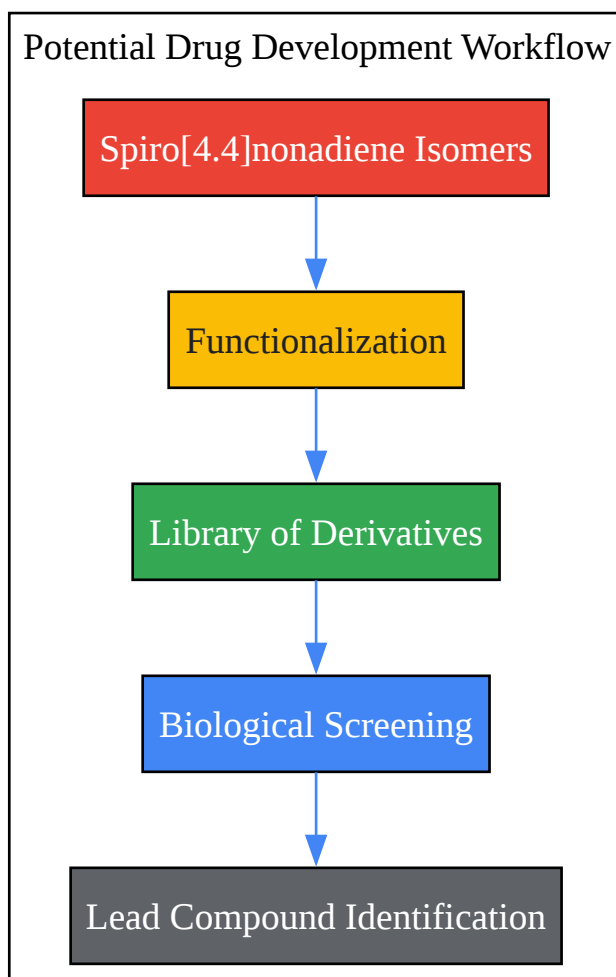 Potential Drug Development Workflow
Spiro[4.4]nonadiene Isomers
Functionalization
Library of Derivatives
Biological Screening
Lead Compound Identification